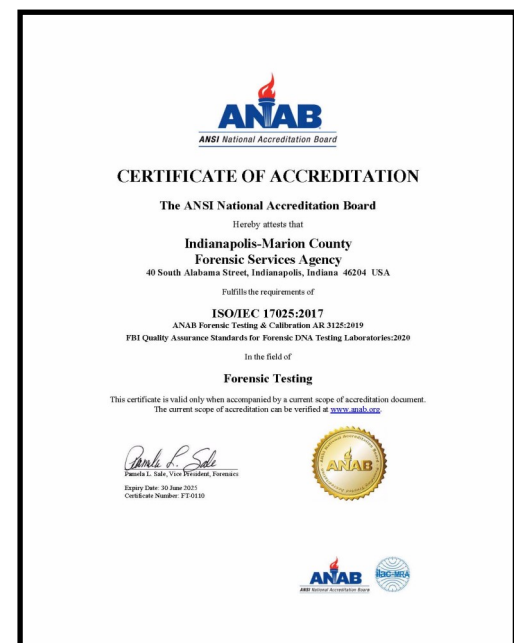 ANAB
ANSI National Accreditation Board
CERTIFICATE OF ACCREDITATION
The ANSI National Accreditation Board
Hereby attests that
Indianapolis-Marion County
Forensic Services Agency
40 South Alabama Street, Indianapolis, Indiana 46204 USA
Fulfills the requirements of
ISO/IEC 17025:2017
ANAB Forensic Testing & Calibration AR 3125:2019
FBI Quality Assurance Standards for Forensic DNA Testing Laboratories:2020
In the field of
Forensic Testing
This certificate is valid only when accompanied by a current scope of accreditation document.
The current scope of accreditation can be verified at www.anab.org.
Pamela L. Sale
Pamela L. Sale, Vice President, Forensics
Expiry Date: 30 June 2025
Certificate Number: FT-0110
ANAB
ANAB
ANSI National Accreditation Board
ilac-MRA